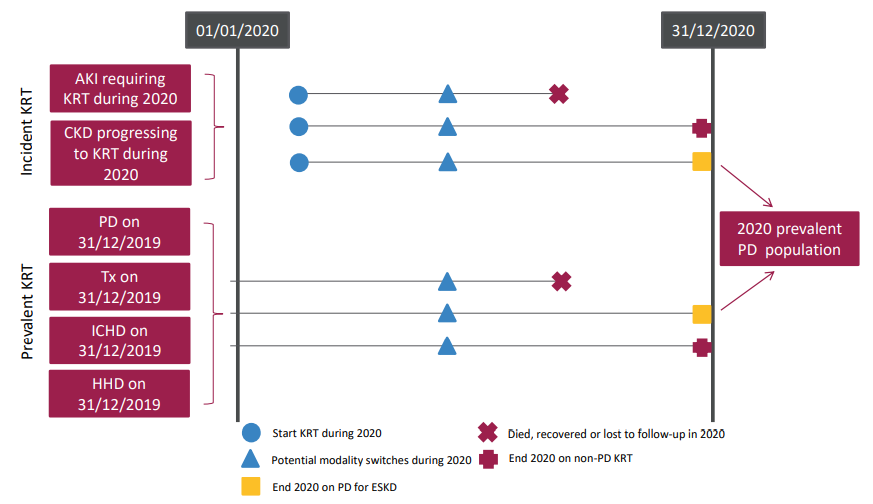 01/01/2020
31/12/2020
Incident KRT
AKI requiring
KRT during 2020
CKD progressing
to KRT during
2020
2020 prevalent
PD population
Prevalent KRT
PD on
31/12/2019
Tx on
31/12/2019
ICHD on
31/12/2019
HHD on
31/12/2019
Start KRT during 2020
Died, recovered or lost to follow-up in 2020
Potential modality switches during 2020
End 2020 on non-PD KRT
End 2020 on PD for ESKD